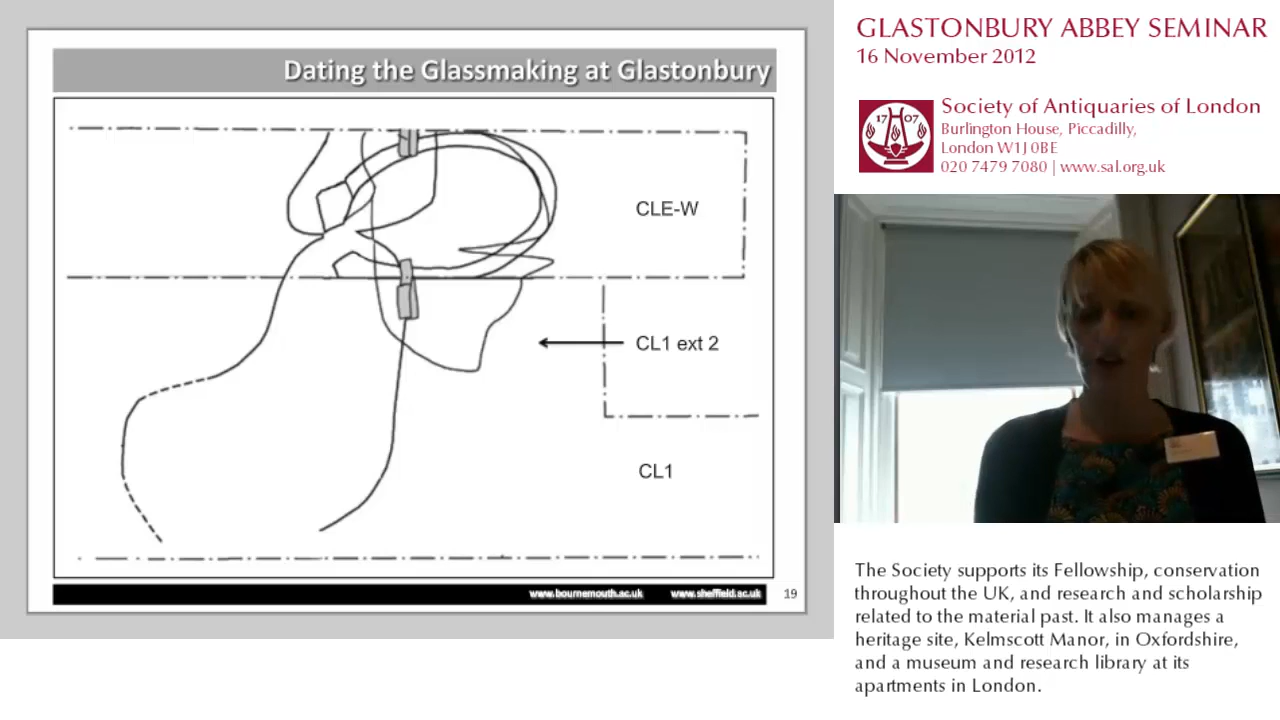 Dating the Glassmaking at Glastonbury
CLE-W
CL1 ext 2
CL1
www.bournemouth.ac.uk www.sheffield.ac.uk 19
GLASTONBURY ABBEY SEMINAR
16 November 2012
1707
Society of Antiquaries of London
Burlington House, Piccadilly,
London W1J 0BE
020 7479 7080 | www.sal.org.uk
The Society supports its Fellowship, conservation
throughout the UK, and research and scholarship
related to the material past. It also manages a
heritage site, Kelmscott Manor, in Oxfordshire,
and a museum and research library at its
apartments in London.